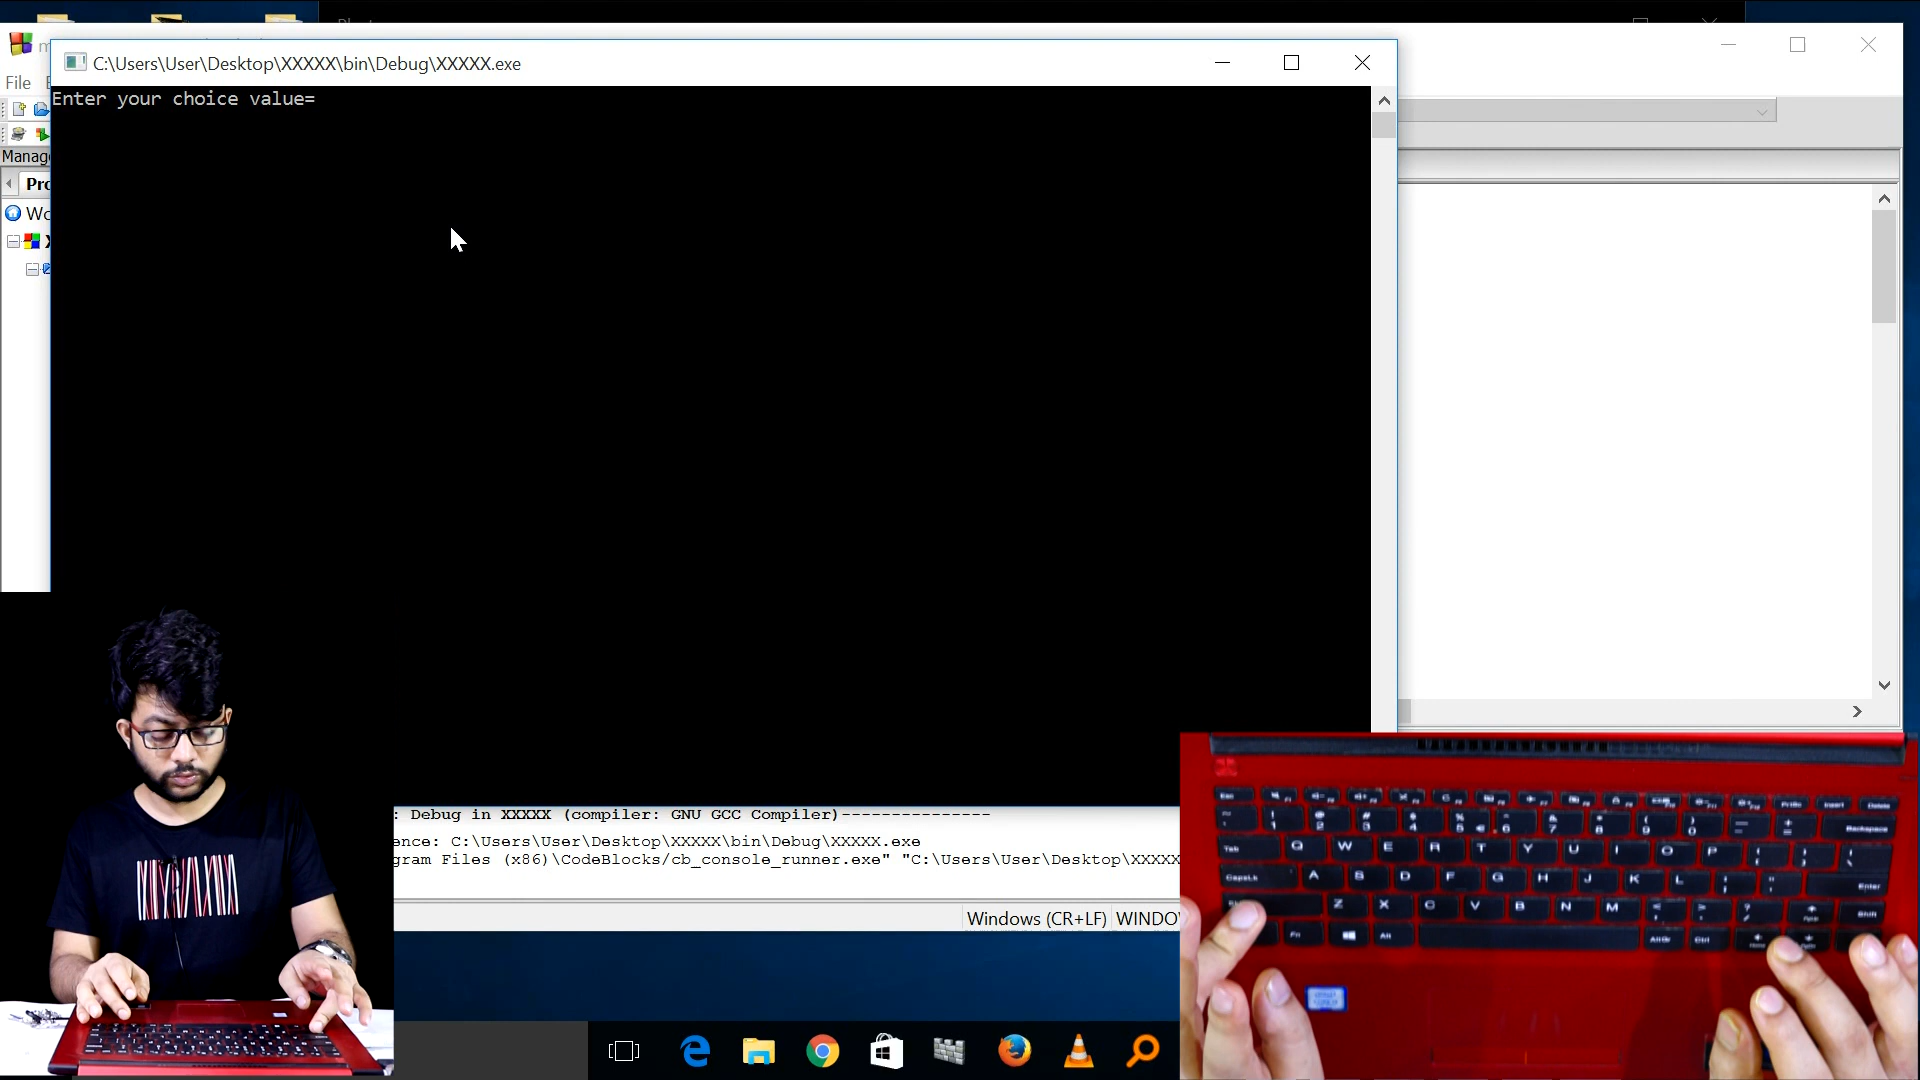 C:\Users\User\Desktop\XXXXX\bin\Debug\XXXXX.exe
File
Enter your choice value=
Manag
Pro
Wo
: Debug in XXXXX (compiler: GNU GCC Compiler)---------------
ence: C:\Users\User\Desktop\XXXXX\bin\Debug\XXXXX.exe
gram Files (x86)\CodeBlocks/cb_console_runner.exe" "C:\Users\User\Desktop\XXXXX
Windows (CR+LF) WINDO
Q W E R T Y U I O P
A S D F G H J K L
Z X C V B N M